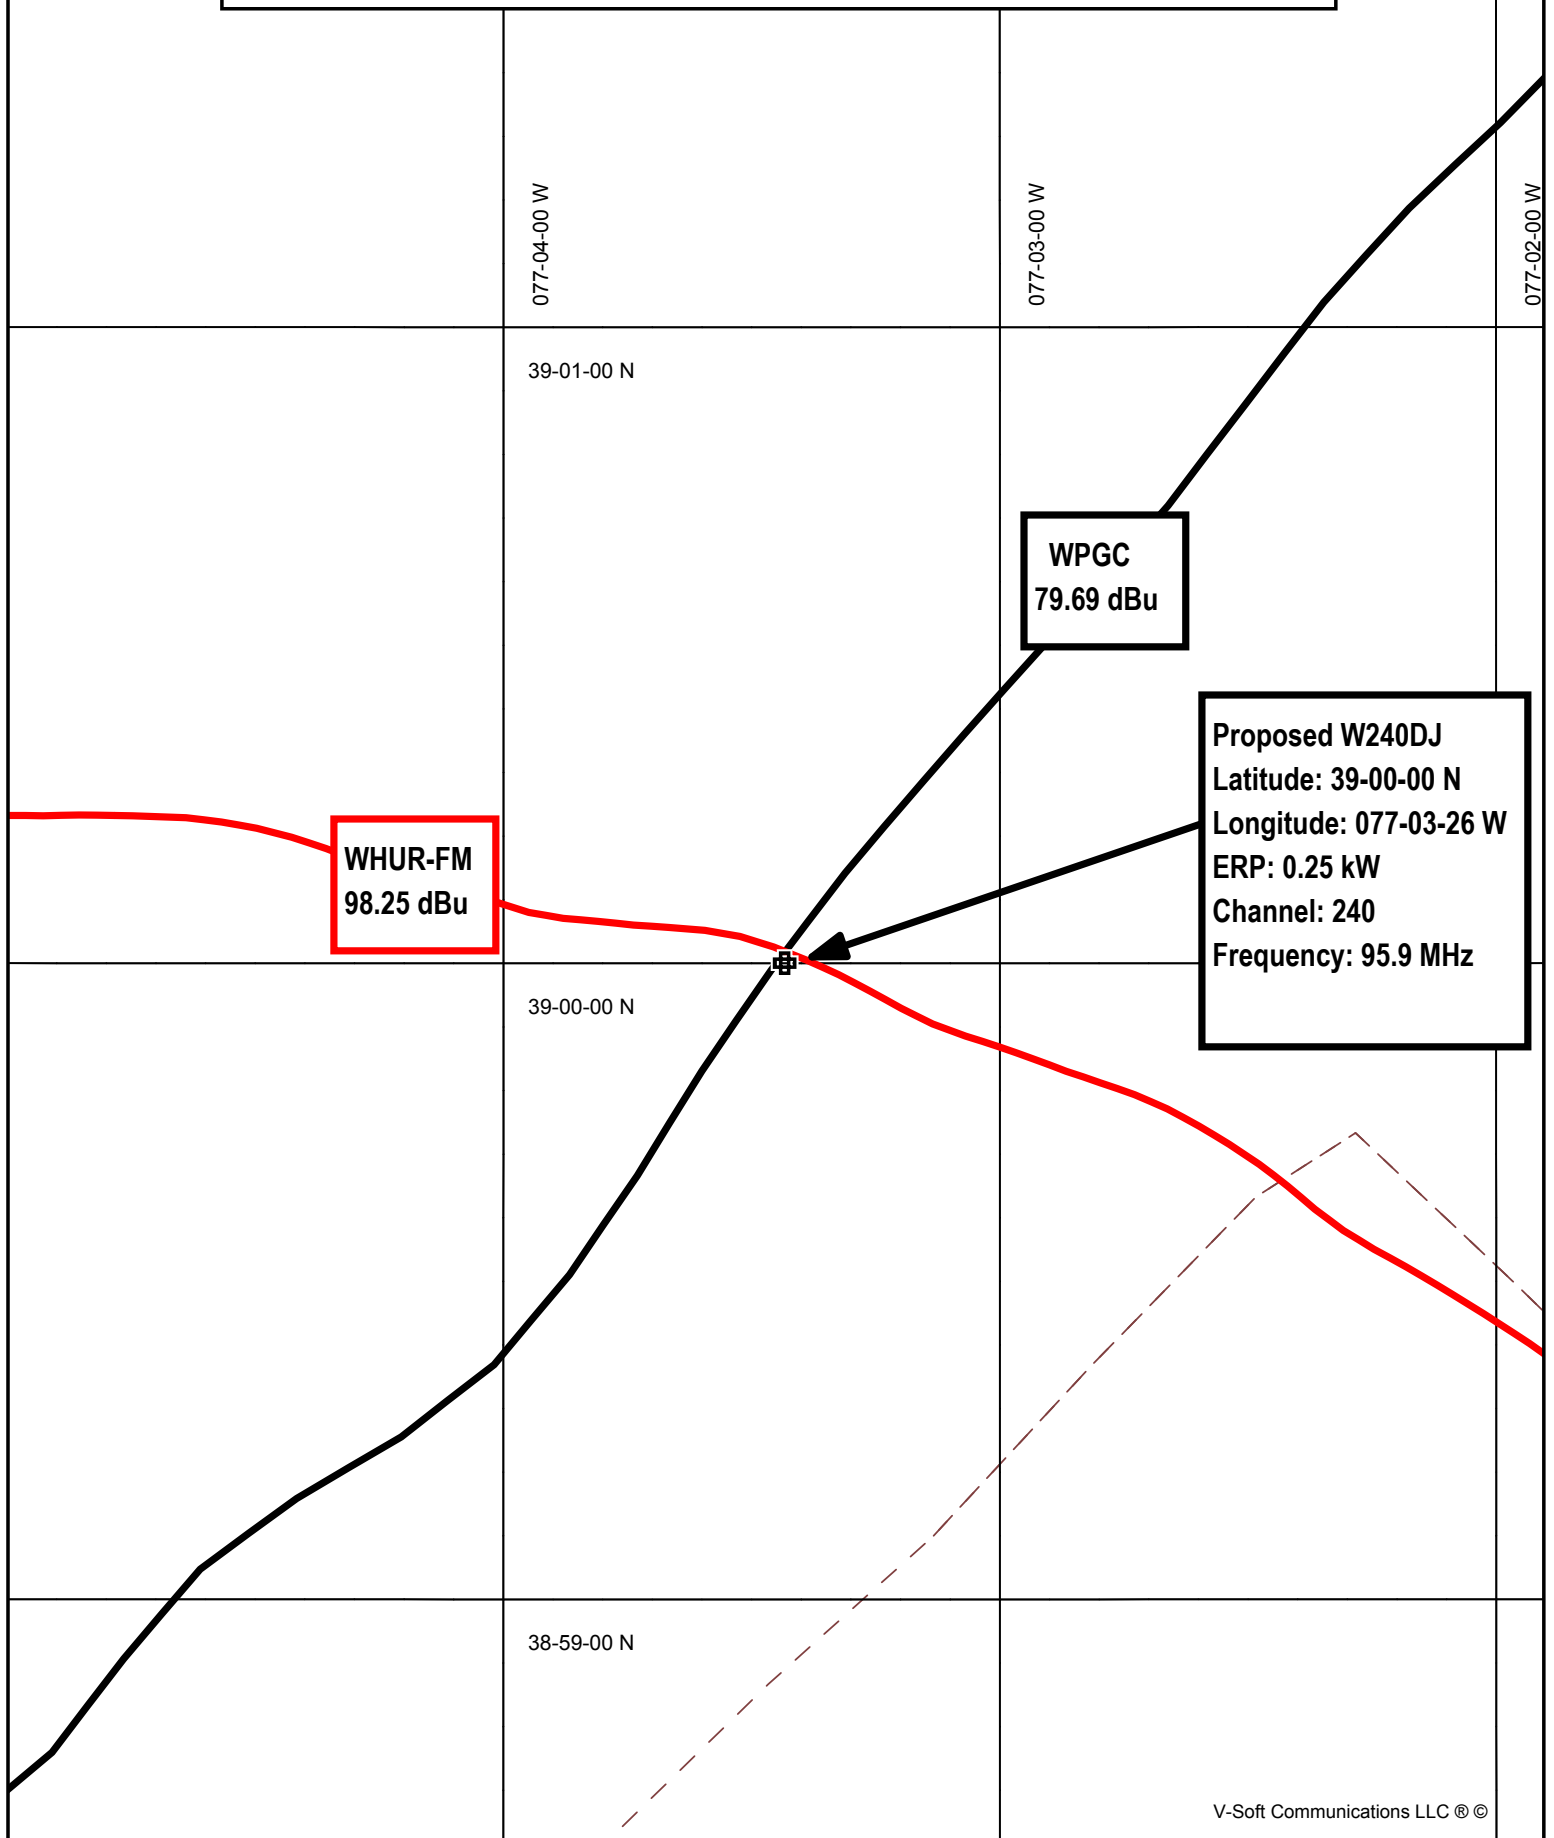 077-04-00 W
077-03-00 W
077-02-00 W
39-01-00 N
WPGC
79.69 dBu
Proposed W240DJ
Latitude: 39-00-00 N
Longitude: 077-03-26 W
ERP: 0.25 kW
Channel: 240
Frequency: 95.9 MHz
WHUR-FM
98.25 dBu
39-00-00 N
38-59-00 N
V-Soft Communications LLC ® ©